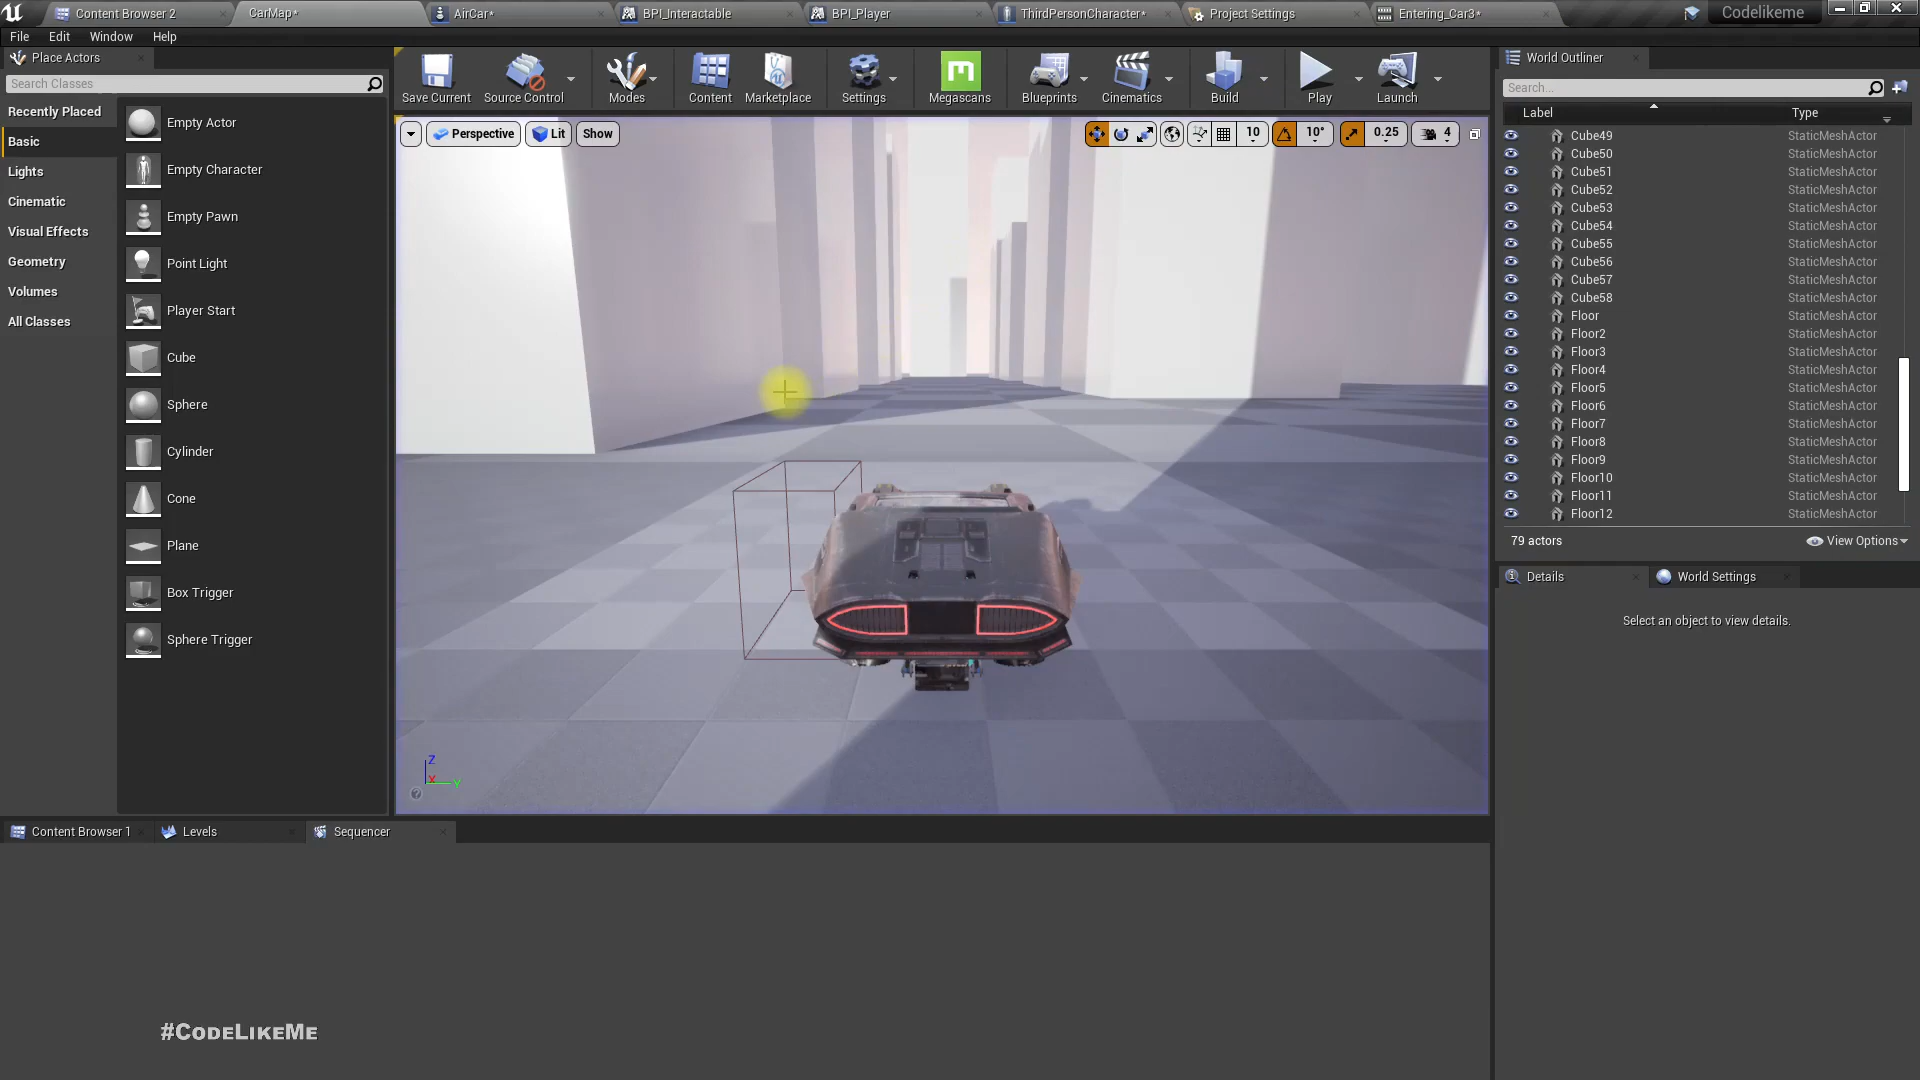 Content Browser 2
CarMap*
AirCar*
BPI_Interactable
BPI_Player
ThirdPersonCharacter*
Project Settings
Entering_Car3*
Codelikeme
File
Edit
Window
Help
Place Actors
Search Classes
Recently Placed
Basic
Lights
Cinematic
Visual Effects
Geometry
Volumes
All Classes
Empty Actor
Empty Character
Empty Pawn
Point Light
Player Start
Cube
Sphere
Cylinder
Cone
Plane
Box Trigger
Sphere Trigger
Save Current
Source Control
Modes
Content
Marketplace
Settings
Megascans
Blueprints
Cinematics
Build
Play
Launch
Perspective
Lit
Show
10
10°
0.25
4
Z
X
Y
World Outliner
Search...
Label
Type
Cube49 StaticMeshActor
Cube50 StaticMeshActor
Cube51 StaticMeshActor
Cube52 StaticMeshActor
Cube53 StaticMeshActor
Cube54 StaticMeshActor
Cube55 StaticMeshActor
Cube56 StaticMeshActor
Cube57 StaticMeshActor
Cube58 StaticMeshActor
Floor StaticMeshActor
Floor2 StaticMeshActor
Floor3 StaticMeshActor
Floor4 StaticMeshActor
Floor5 StaticMeshActor
Floor6 StaticMeshActor
Floor7 StaticMeshActor
Floor8 StaticMeshActor
Floor9 StaticMeshActor
Floor10 StaticMeshActor
Floor11 StaticMeshActor
Floor12 StaticMeshActor
79 actors
View Options
Details
World Settings
Select an object to view details.
Content Browser 1
Levels
Sequencer
#CodeLikeMe